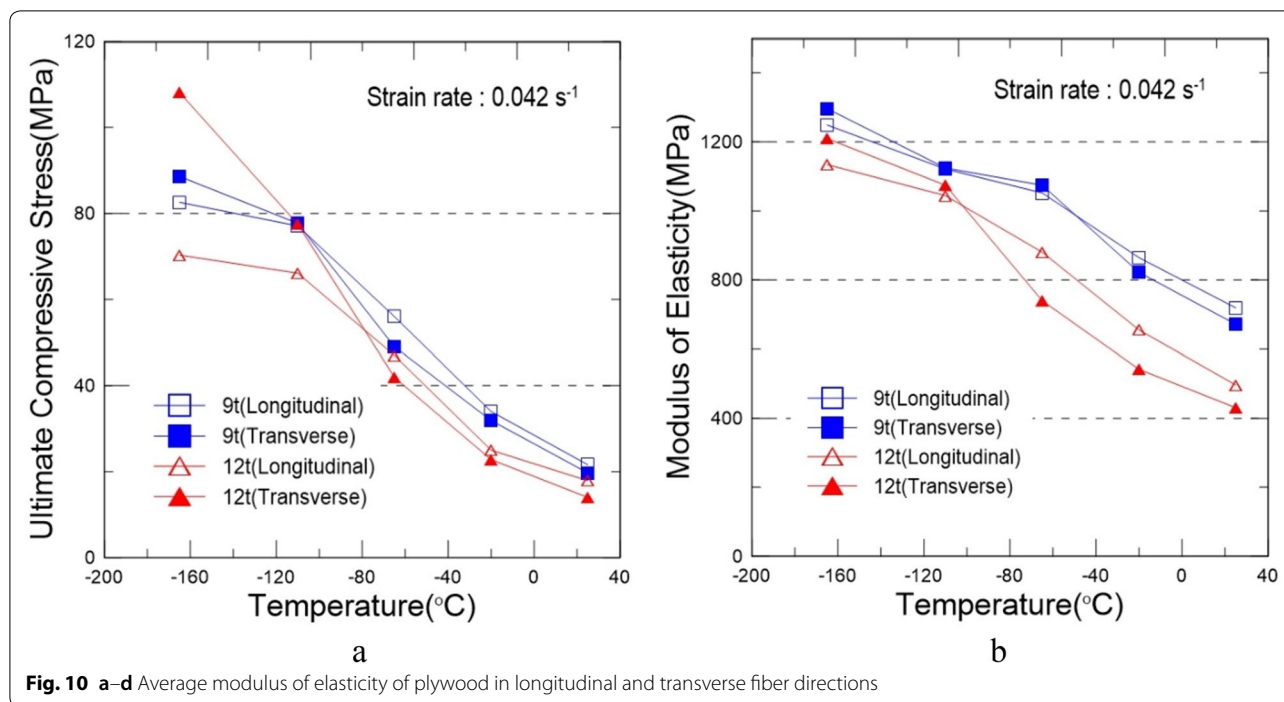 120
80
40
0
Ultimate Compressive Stress(MPa)
Strain rate : 0.042 s⁻¹
9t(Longitudinal)
9t(Transverse)
12t(Longitudinal)
12t(Transverse)
-200 -160 -120 -80 -40 0 40
Temperature(°C)
a
1200
800
400
0
Modulus of Elasticity(MPa)
Strain rate : 0.042 s⁻¹
9t(Longitudinal)
9t(Transverse)
12t(Longitudinal)
12t(Transverse)
-200 -160 -120 -80 -40 0 40
Temperature(°C)
b
Fig. 10 a–d Average modulus of elasticity of plywood in longitudinal and transverse fiber directions